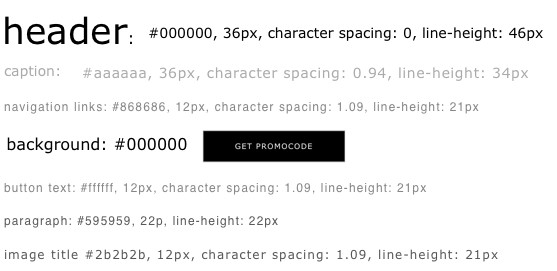 header: #000000, 36px, character spacing: 0, line-height: 46px
caption: #aaaaaa, 36px, character spacing: 0.94, line-height: 34px
navigation links: #868686, 12px, character spacing: 1.09, line-height: 21px
background: #000000 GET PROMOCODE
button text: #ffffff, 12px, character spacing: 1.09, line-height: 21px
paragraph: #595959, 22p, line-height: 22px
image title #2b2b2b, 12px, character spacing: 1.09, line-height: 21px